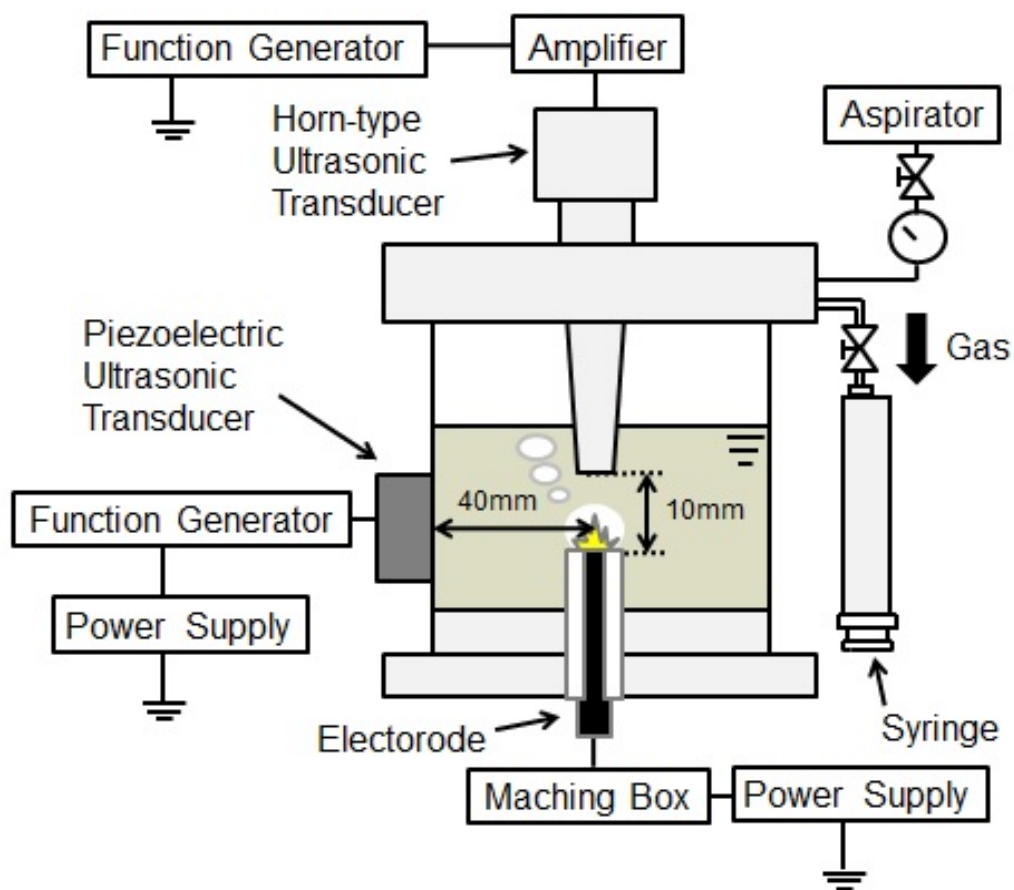 Function Generator
Amplifier
Aspirator
Horn-type
Ultrasonic
Transducer
Gas
Piezoelectric
Ultrasonic
Transducer
40mm
10mm
Function Generator
Power Supply
Electorode
Syringe
Maching Box
Power Supply